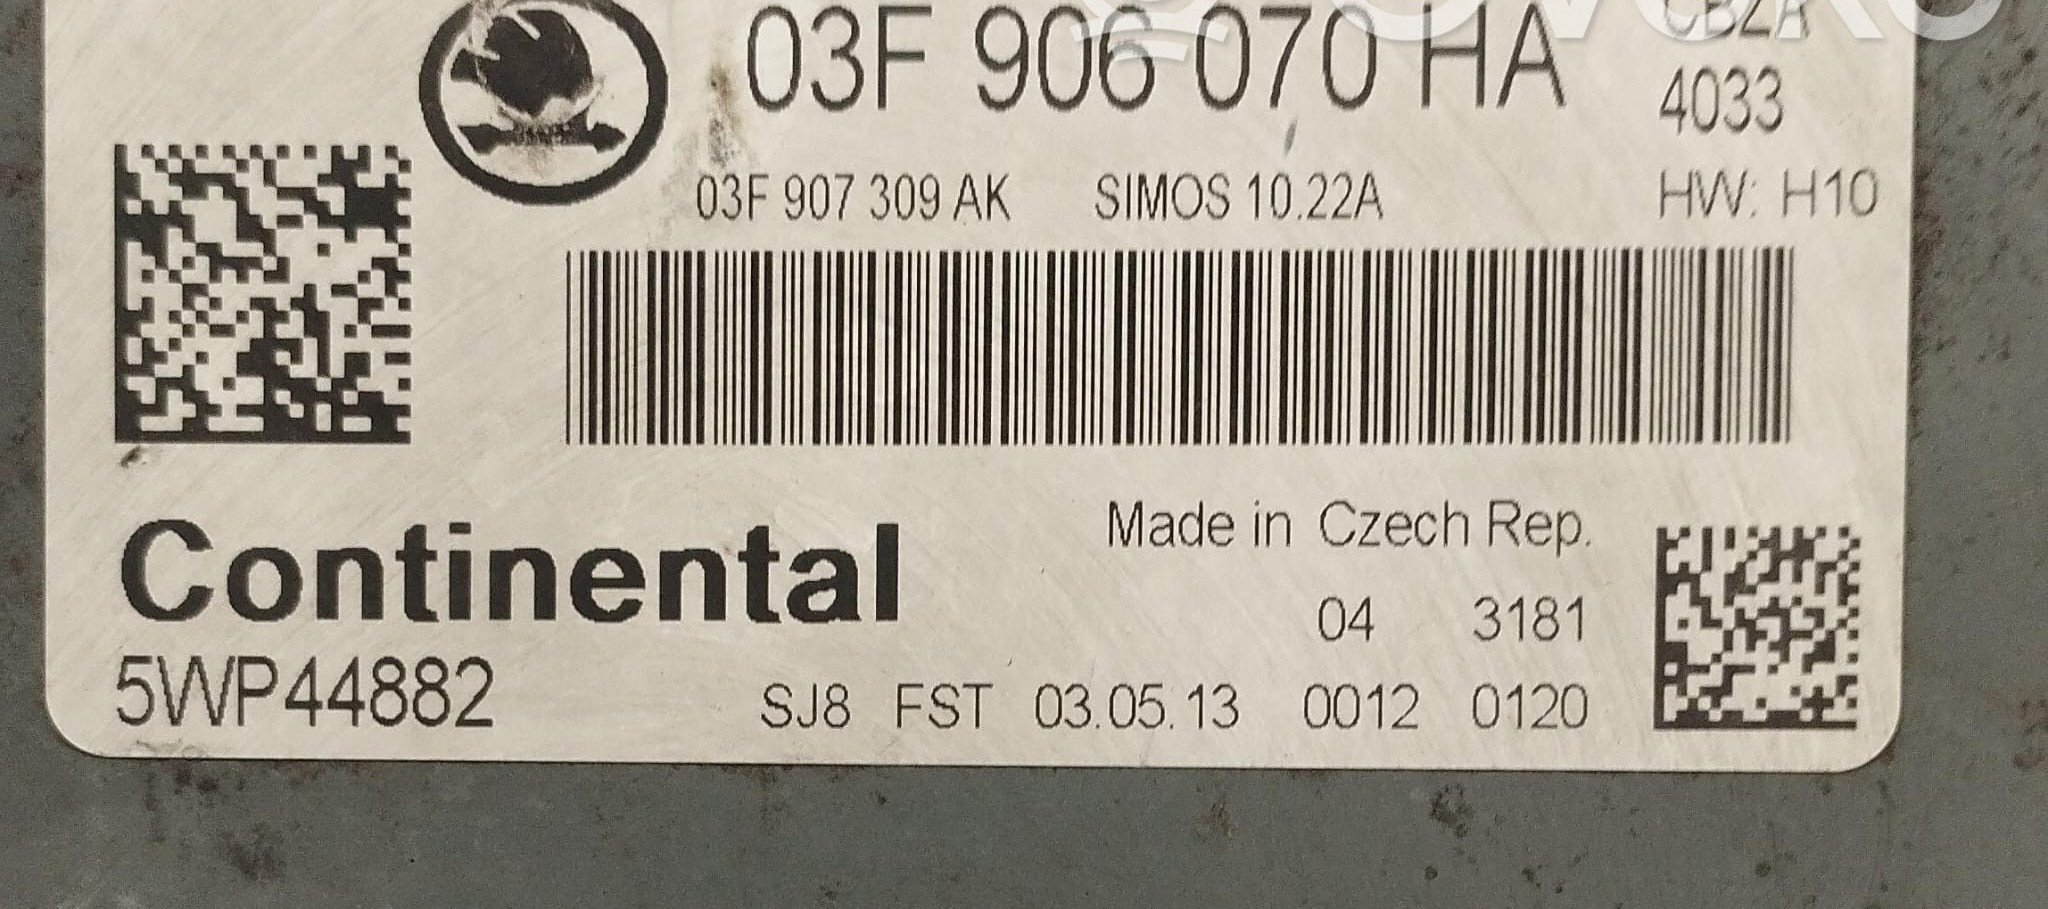 03F 906 070 HA
CBZA
4033
03F 907 309 AK SIMOS 10.22A HW: H10
Continental
Made in Czech Rep.
04 3181
5WP44882
SJ8 FST 03.05.13 0012 0120